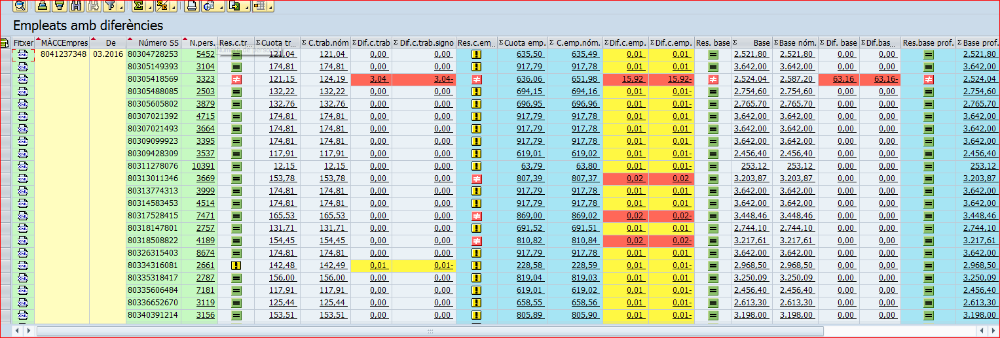 Empleats amb diferències
Fitxer MÀCCEmpres De Número SS N.pers. Res.c.tr... Σ Cuota tr... Σ C.trab.nóm Σ Dif.c.trab Σ Dif.c.trab.signo Res.c.em... Σ Cuota emp. Σ C.emp.nóm. Σ Dif.c.emp. Σ Dif.c.emp. Res. base Σ Base Σ Base nóm. Σ Dif. base Σ Dif.bas... Res.base prof. Σ Base prof.
Número de personal
XML 8041237348 03.2016 80304728253 5452 = 121,04 121,04 0,00 0,00 ! 635,50 635,49 0,01 0,01 = 2.521,80 2.521,80 0,00 0,00 = 2.521,80
XML 80305149393 3104 = 174,81 174,81 0,00 0,00 ! 917,79 917,78 0,01 0,01 = 3.642,00 3.642,00 0,00 0,00 = 3.642,00
XML 80305418569 3323 ≠ 121,15 124,19 3,04 3,04- ≠ 636,06 651,98 15,92 15,92- ≠ 2.524,04 2.587,20 63,16 63,16- ≠ 2.524,04
XML 80305488085 2503 = 132,22 132,22 0,00 0,00 ! 694,15 694,16 0,01 0,01- = 2.754,60 2.754,60 0,00 0,00 = 2.754,60
XML 80305605802 3879 = 132,76 132,76 0,00 0,00 ! 696,95 696,96 0,01 0,01- = 2.765,70 2.765,70 0,00 0,00 = 2.765,70
XML 80307021392 4715 = 174,81 174,81 0,00 0,00 ! 917,79 917,78 0,01 0,01 = 3.642,00 3.642,00 0,00 0,00 = 3.642,00
XML 80307021493 3664 = 174,81 174,81 0,00 0,00 ! 917,79 917,78 0,01 0,01 = 3.642,00 3.642,00 0,00 0,00 = 3.642,00
XML 80309099923 3395 = 174,81 174,81 0,00 0,00 ! 917,79 917,78 0,01 0,01 = 3.642,00 3.642,00 0,00 0,00 = 3.642,00
XML 80309428309 3537 = 117,91 117,91 0,00 0,00 ! 619,01 619,02 0,01 0,01- = 2.456,40 2.456,40 0,00 0,00 = 2.456,40
XML 80311278076 10391 = 12,15 12,15 0,00 0,00 ! 63,79 63,80 0,01 0,01- = 253,12 253,12 0,00 0,00 = 253,12
XML 80313011346 3669 = 153,78 153,78 0,00 0,00 ≠ 807,39 807,37 0,02 0,02 = 3.203,87 3.203,87 0,00 0,00 = 3.203,87
XML 80313774313 3999 = 174,81 174,81 0,00 0,00 ! 917,79 917,78 0,01 0,01 = 3.642,00 3.642,00 0,00 0,00 = 3.642,00
XML 80314583453 4514 = 174,81 174,81 0,00 0,00 ! 917,79 917,78 0,01 0,01 = 3.642,00 3.642,00 0,00 0,00 = 3.642,00
XML 80317528415 7471 = 165,53 165,53 0,00 0,00 ≠ 869,00 869,02 0,02 0,02- = 3.448,46 3.448,46 0,00 0,00 = 3.448,46
XML 80318147801 2757 = 131,71 131,71 0,00 0,00 ! 691,52 691,51 0,01 0,01 = 2.744,10 2.744,10 0,00 0,00 = 2.744,10
XML 80318508822 4189 = 154,45 154,45 0,00 0,00 ≠ 810,82 810,84 0,02 0,02- = 3.217,61 3.217,61 0,00 0,00 = 3.217,61
XML 80326315403 8674 = 174,81 174,81 0,00 0,00 ! 917,79 917,78 0,01 0,01 = 3.642,00 3.642,00 0,00 0,00 = 3.642,00
XML 80334316081 2661 ! 142,48 142,49 0,01 0,01- ! 228,58 228,59 0,01 0,01- = 2.968,50 2.968,50 0,00 0,00 = 2.968,50
XML 80335318417 2787 = 156,00 156,00 0,00 0,00 ! 819,04 819,03 0,01 0,01 = 3.250,09 3.250,09 0,00 0,00 = 3.250,09
XML 80335606484 7181 = 117,91 117,91 0,00 0,00 ! 619,01 619,02 0,01 0,01- = 2.456,40 2.456,40 0,00 0,00 = 2.456,40
XML 80336652670 3119 = 125,44 125,44 0,00 0,00 ! 658,55 658,56 0,01 0,01- = 2.613,30 2.613,30 0,00 0,00 = 2.613,30
XML 80340391214 3156 = 153,51 153,51 0,00 0,00 ! 805,89 805,90 0,01 0,01- = 3.198,00 3.198,00 0,00 0,00 = 3.198,00